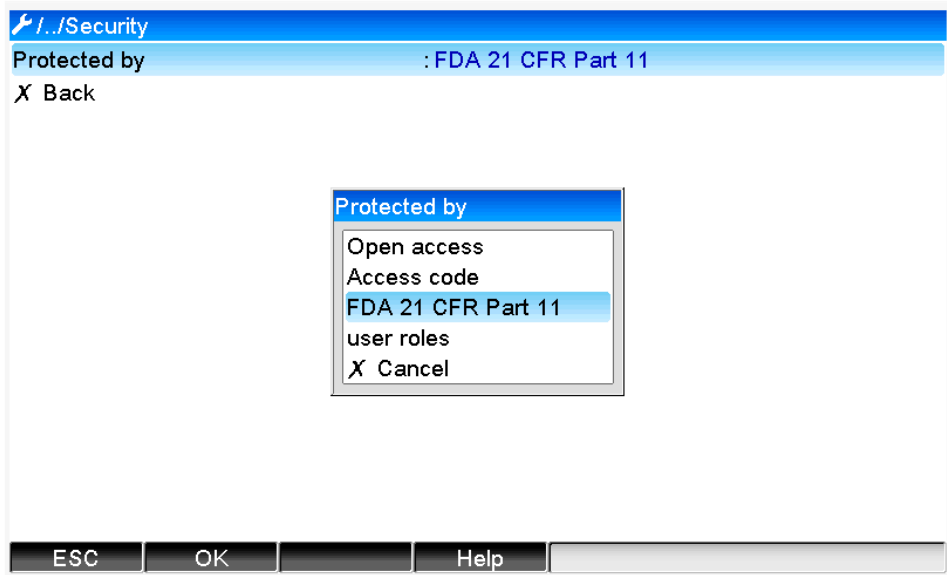 /../Security
Protected by : FDA 21 CFR Part 11
X Back
Protected by
Open access
Access code
FDA 21 CFR Part 11
user roles
X Cancel
ESC OK Help